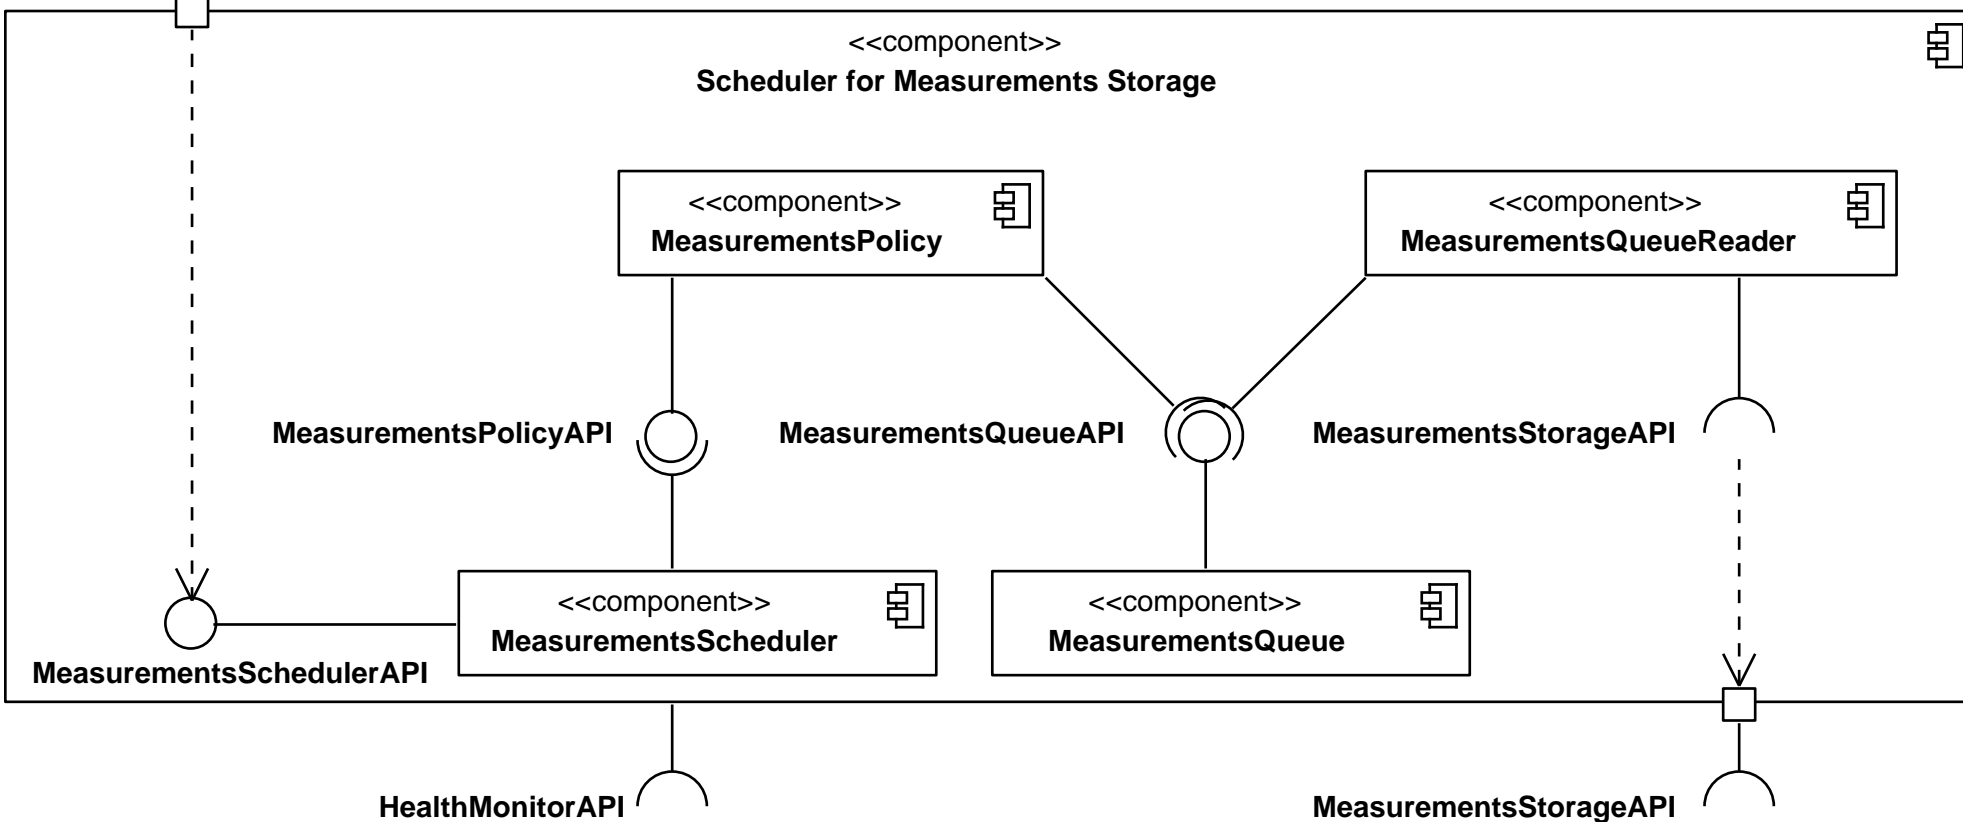 <<component>>
Scheduler for Measurements Storage
<<component>>
MeasurementsPolicy
<<component>>
MeasurementsQueueReader
MeasurementsPolicyAPI
MeasurementsQueueAPI
MeasurementsStorageAPI
<<component>>
MeasurementsScheduler
<<component>>
MeasurementsQueue
MeasurementsSchedulerAPI
HealthMonitorAPI
MeasurementsStorageAPI